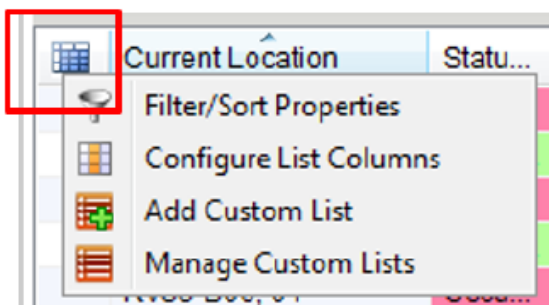 Current Location Statu...
Filter/Sort Properties
Configure List Columns
Add Custom List
Manage Custom Lists